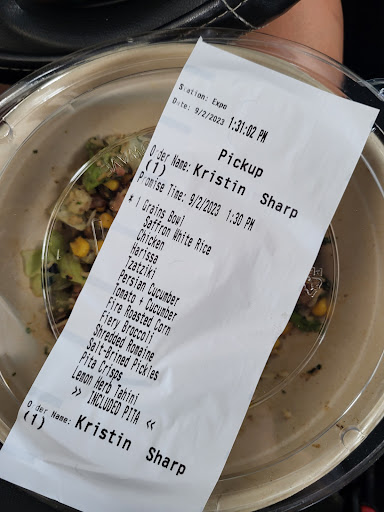 Station: Expo
Date: 9/2/2023 1:31:02 PM
Pickup
Order Name: Kristin Sharp
(1)
Promise Time: 9/2/2023 1:30 PM
* 1 Grains Bowl
Saffron White Rice
Chicken
Harissa
Tzatziki
Persian Cucumber
Tomato + Cucumber
Fire Roasted Corn
Fiery Broccoli
Shredded Romaine
Salt-Brined Pickles
Pita Crisps
Lemon Herb Tahini
>> INCLUDED PITA <<
Order Name: Kristin Sharp
(1)